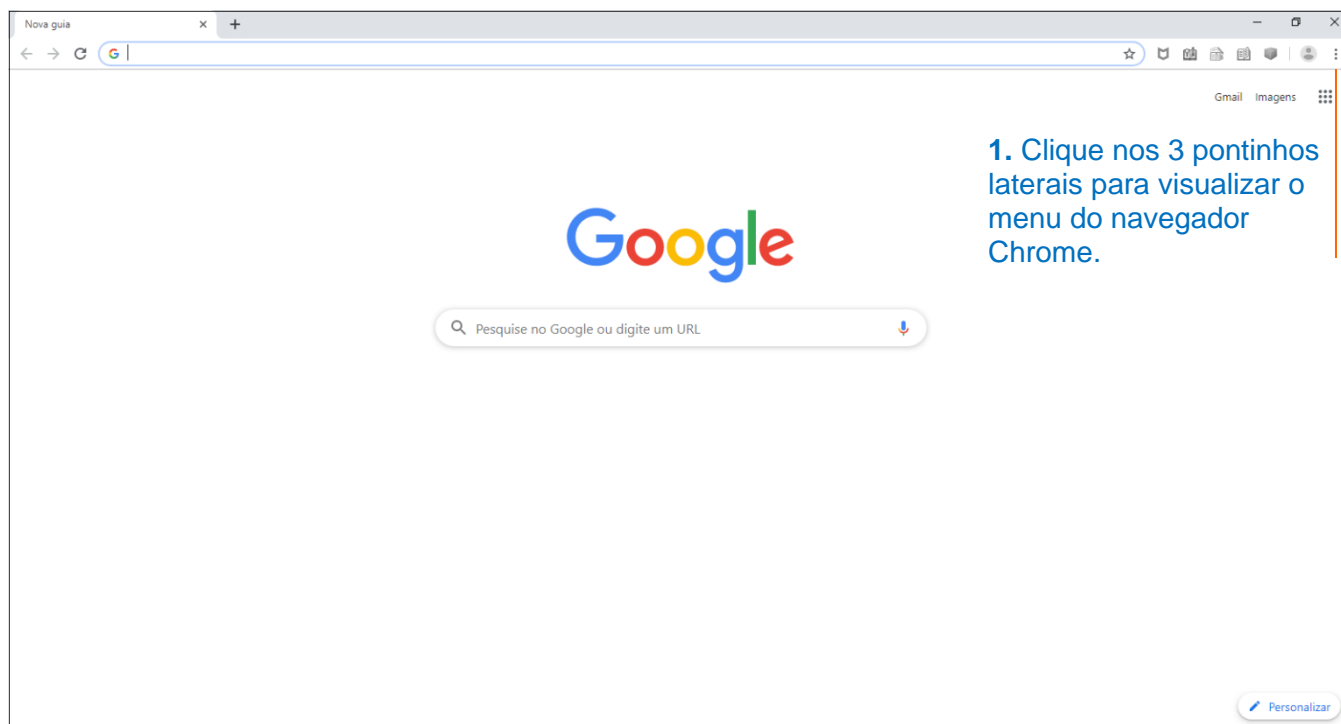 Nova guia
Gmail Imagens
1. Clique nos 3 pontinhos
laterais para visualizar o
menu do navegador
Chrome.
Google
Pesquise no Google ou digite um URL
Personalizar